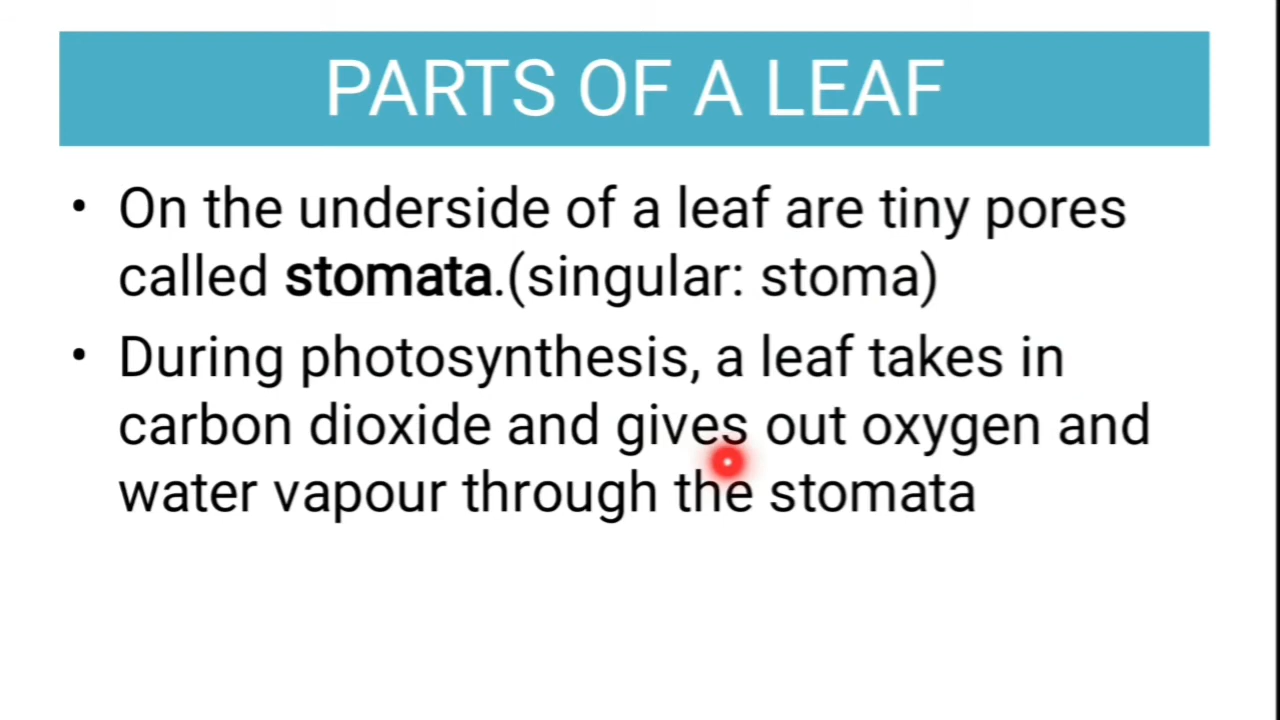 PARTS OF A LEAF
• On the underside of a leaf are tiny pores
called stomata.(singular: stoma)
• During photosynthesis, a leaf takes in
carbon dioxide and gives out oxygen and
water vapour through the stomata